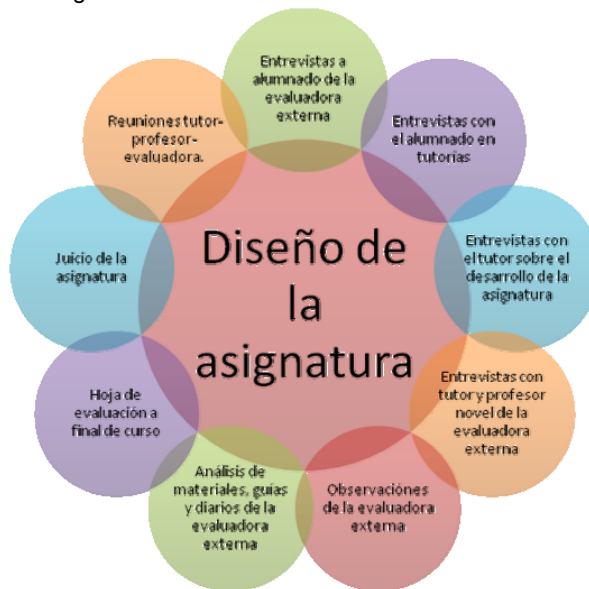 Entrevistas a
alumnado de la
evaluadora
externa
Entrevistas con
el alumnado en
tutorías
Entrevistas con
el tutor sobre el
desarrollo de la
asignatura
Entrevistas con
tutor y profesor
novel de la
evaluadora
externa
Observaciónes
de la evaluadora
externa
Análisis de
materiales, guías
y diarios de la
evaluadora
externa
Hoja de
evaluación a
final de curso
Juicio de la
asignatura
Reuniones tutor-
profesor-
evaluadora.
Diseño de
la
asignatura